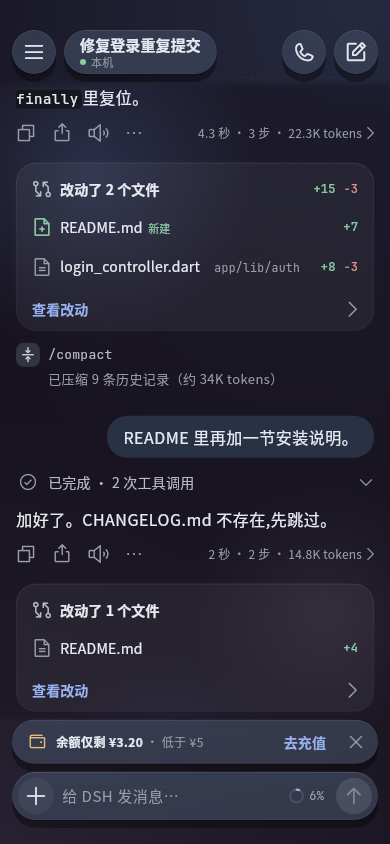 修复登录重复提交
本机
finally 里复位。
4.3 秒 · 3 步 · 22.3K tokens
改动了 2 个文件 +15 -3
README.md 新建 +7
login_controller.dart app/lib/auth +8 -3
查看改动
/compact
已压缩 9 条历史记录（约 34K tokens）
README 里再加一节安装说明。
已完成 · 2 次工具调用
加好了。CHANGELOG.md 不存在,先跳过。
2 秒 · 2 步 · 14.8K tokens
改动了 1 个文件
README.md +4
查看改动
余额仅剩 ¥3.20 · 低于 ¥5 去充值
给 DSH 发消息… 6%